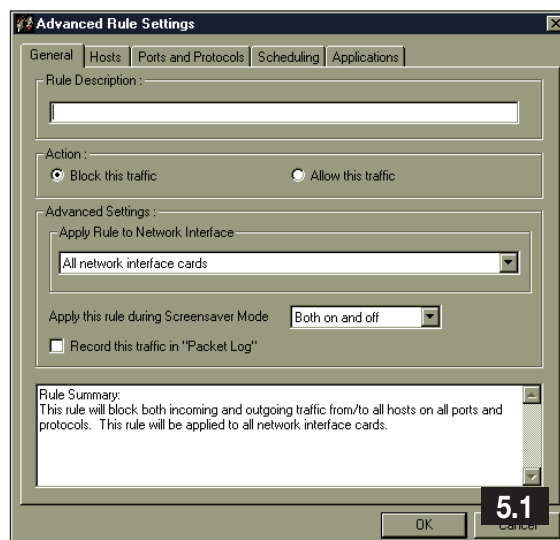 Advanced Rule Settings
General Hosts Ports and Protocols Scheduling Applications
Rule Description :
Action :
Block this traffic Allow this traffic
Advanced Settings :
Apply Rule to Network Interface
All network interface cards
Apply this rule during Screensaver Mode Both on and off
Record this traffic in "Packet Log"
Rule Summary:
This rule will block both incoming and outgoing traffic from/to all hosts on all ports and
protocols. This rule will be applied to all network interface cards.
5.1
OK Cancel